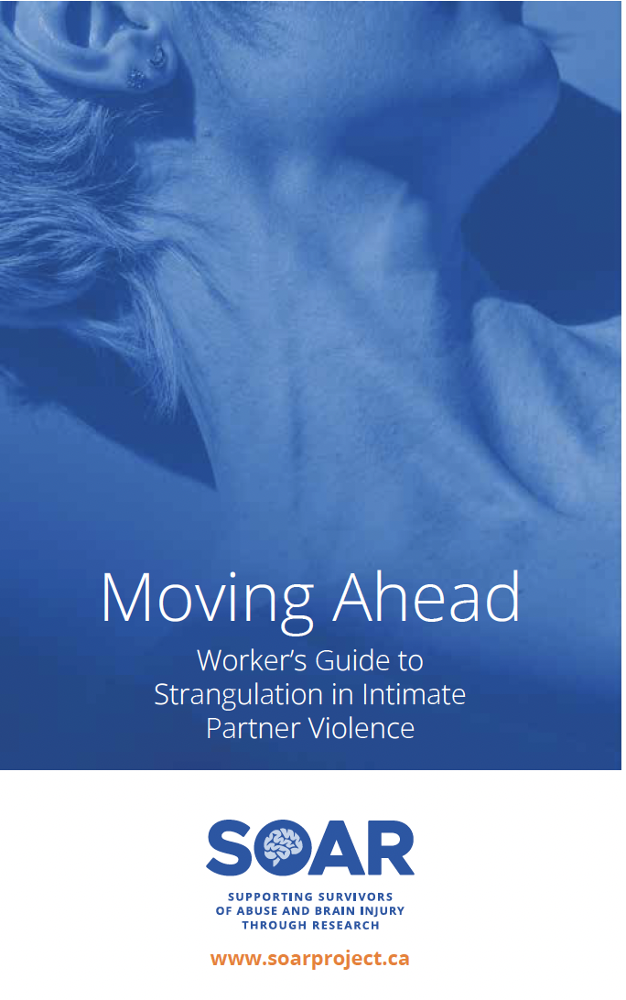 Moving Ahead
Worker's Guide to
Strangulation in Intimate
Partner Violence
SOAR
SUPPORTING SURVIVORS
OF ABUSE AND BRAIN INJURY
THROUGH RESEARCH
www.soarproject.ca